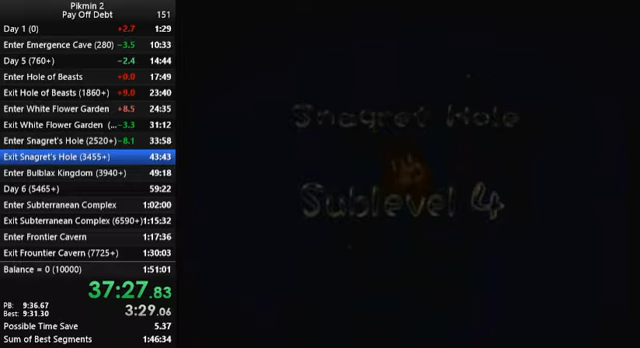 Pikmin 2
Pay Off Debt 151
Day 1 (0) +2.7 1:29
Enter Emergence Cave (280) −3.5 10:33
Day 5 (760+) −2.4 14:44
Enter Hole of Beasts +0.0 17:49
Exit Hole of Beasts (1860+) +9.0 23:40
Enter White Flower Garden +8.5 24:35
Exit White Flower Garden (... −3.3 31:12
Enter Snagret's Hole (2520+) −8.1 33:58
Exit Snagret's Hole (3455+) 43:43
Enter Bulblax Kingdom (3940+) 49:18
Day 6 (5465+) 59:22
Enter Subterranean Complex 1:02:00
Exit Subterranean Complex (6590+) 1:15:32
Enter Frontier Cavern 1:17:36
Exit Frountier Cavern (7725+) 1:30:03
Balance = 0 (10000) 1:51:01
37:27.83
PB: 9:36.67
Best: 9:31.30
3:29.06
Possible Time Save 5.37
Sum of Best Segments 1:46:34
Snagret Hole
Sublevel 4